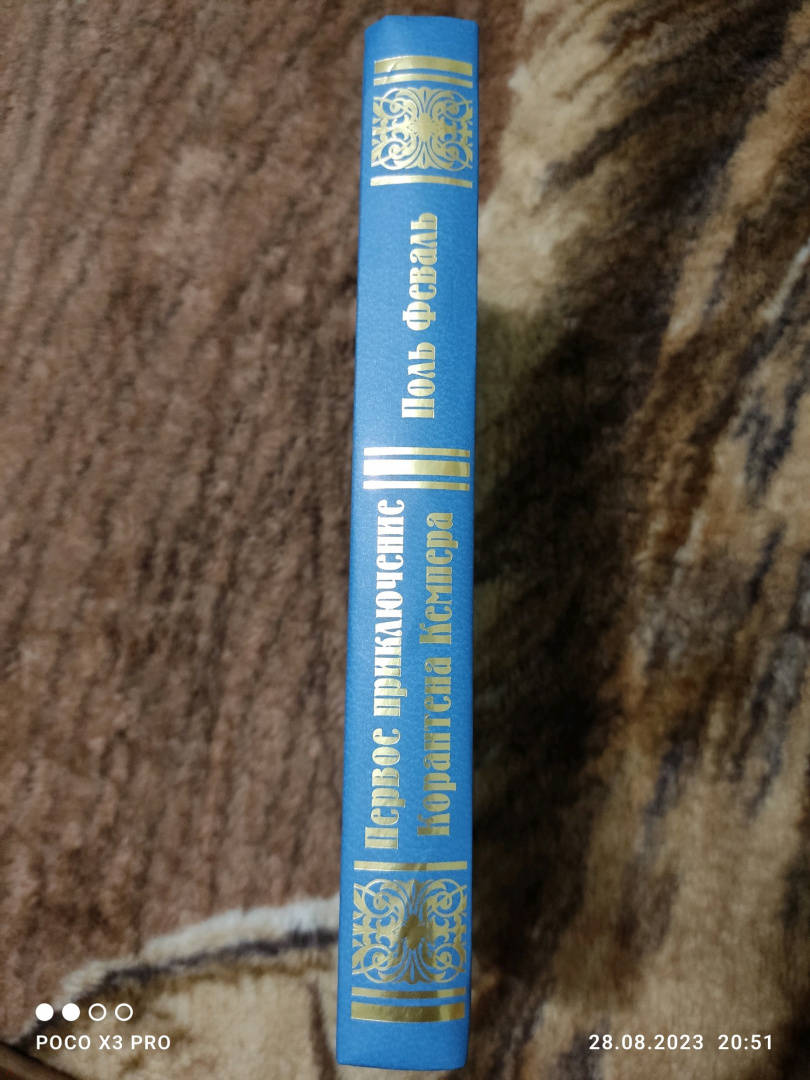 Поль Феваль
Первое приключение
Корантена Кемпера
POCO X3 PRO
28.08.2023 20:51